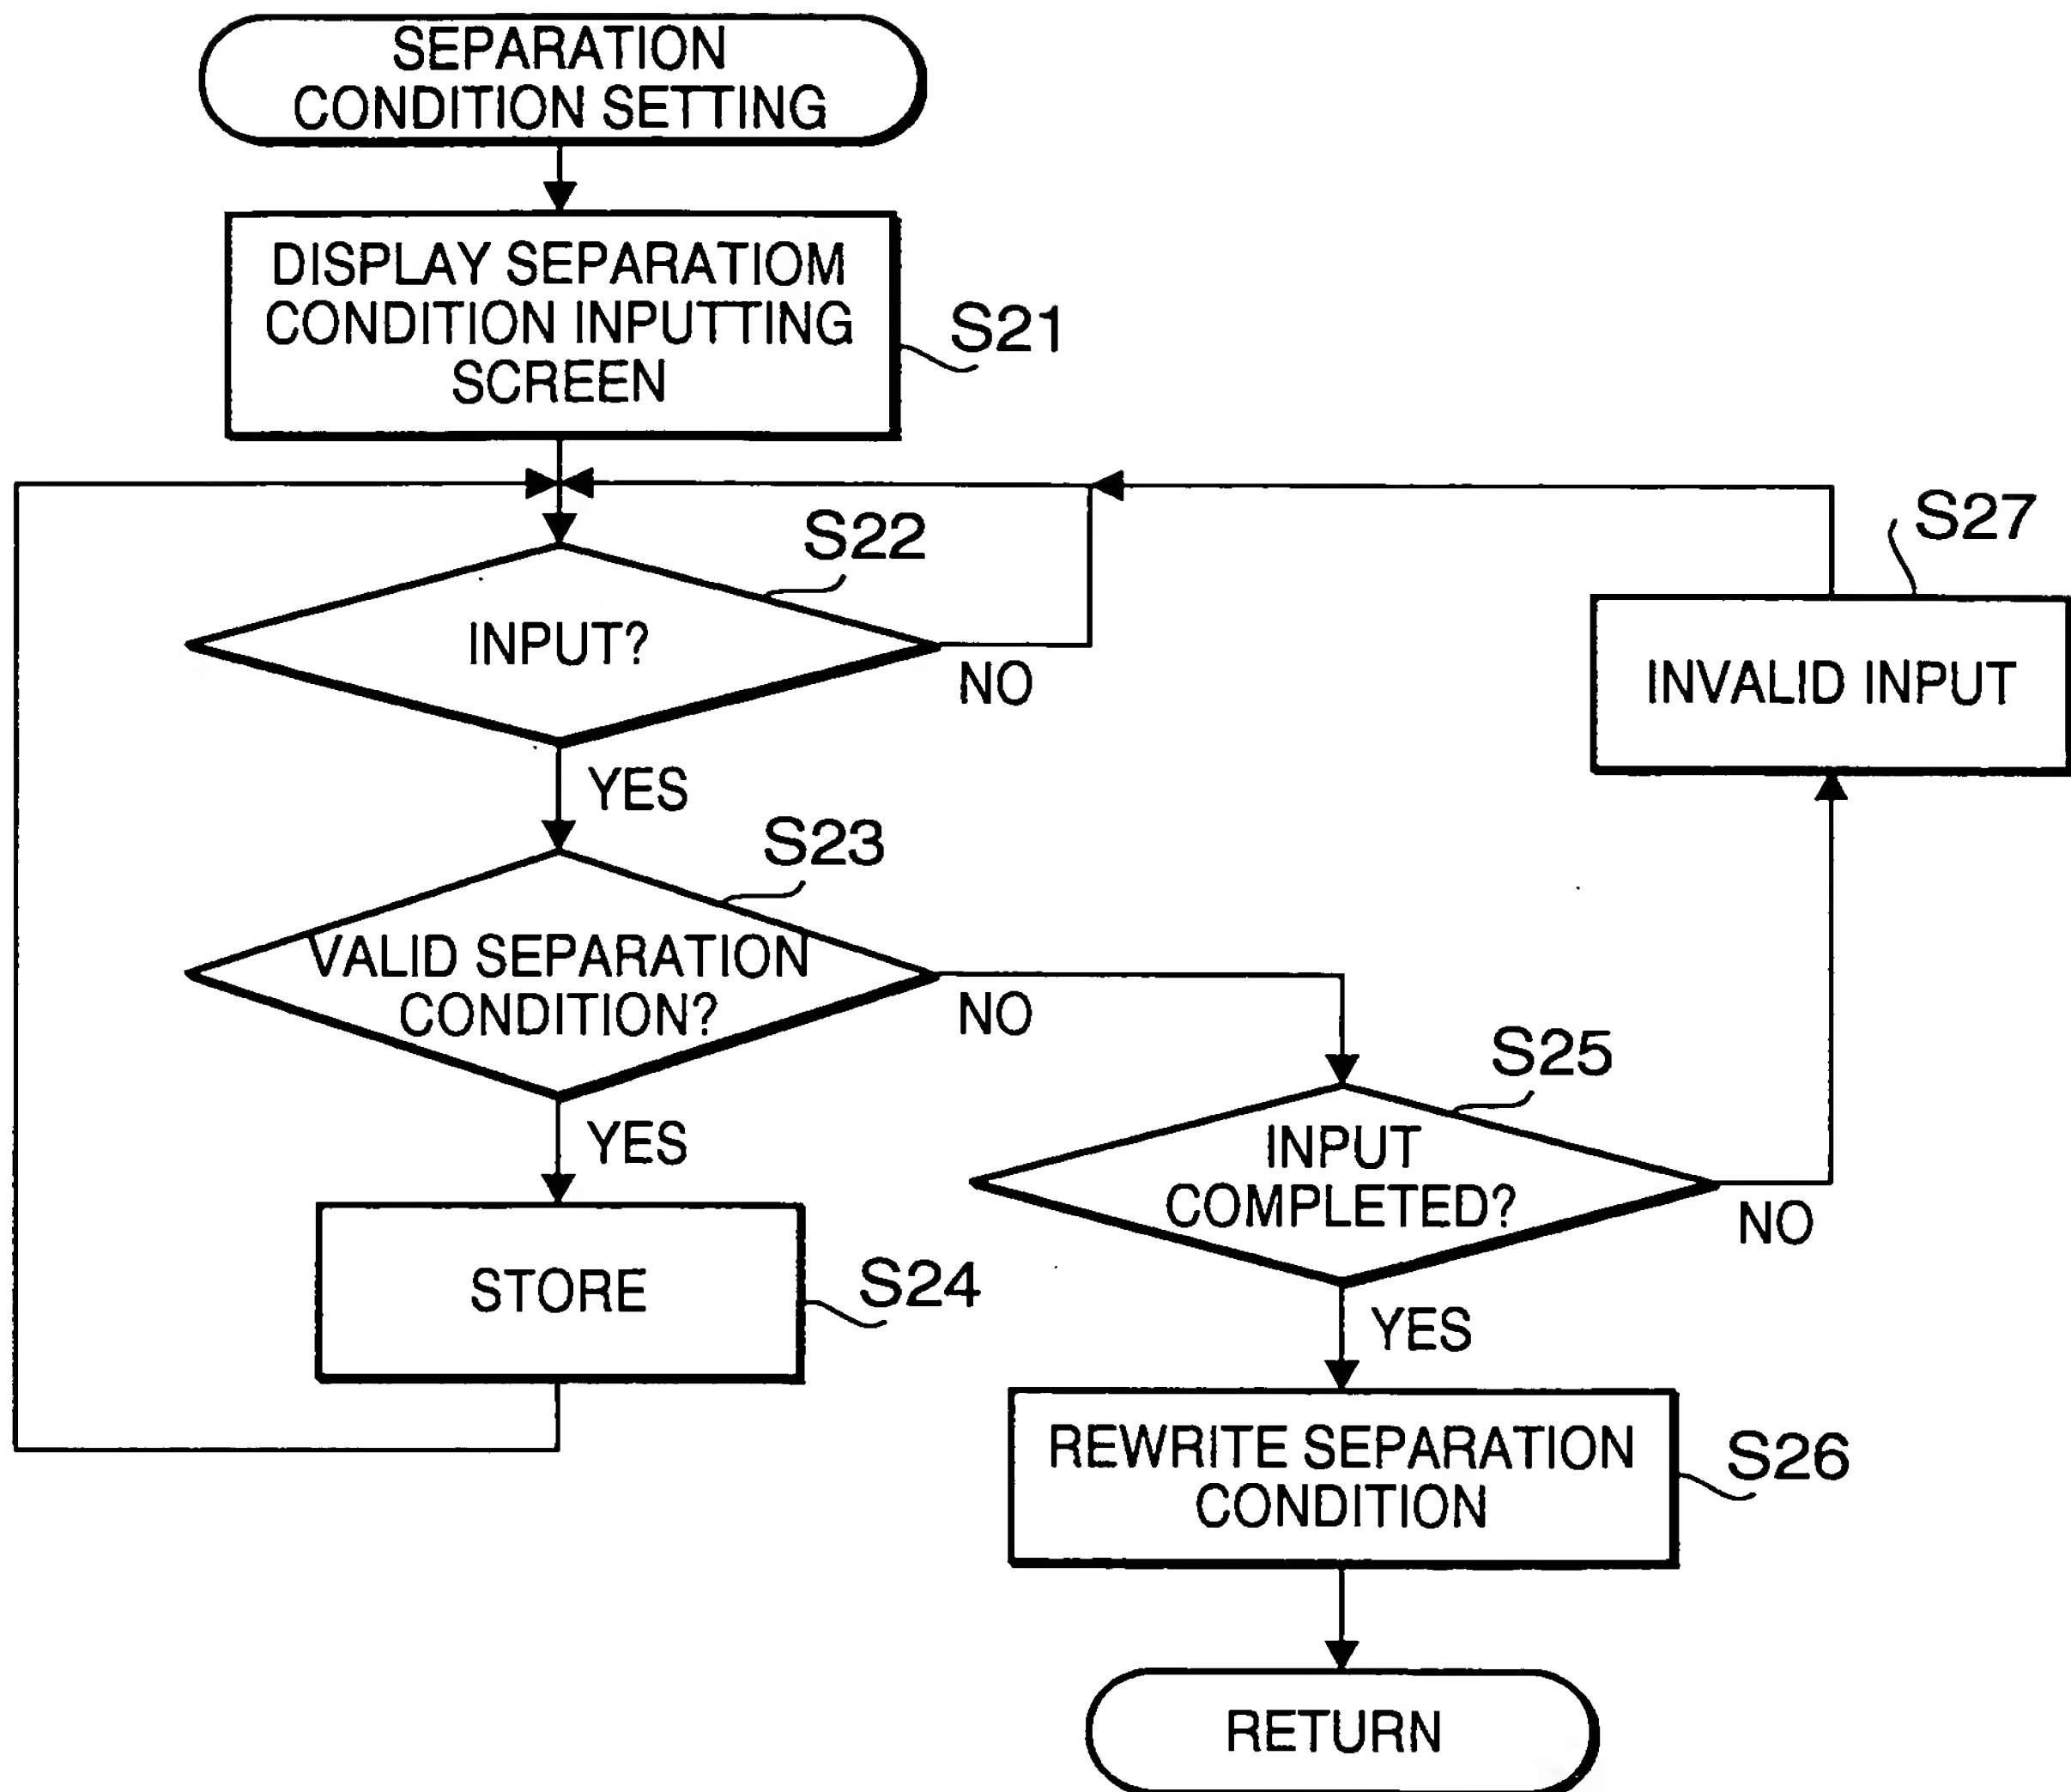 SEPARATION
CONDITION SETTING
DISPLAY SEPARATIOM
CONDITION INPUTTING
SCREEN
S21
S22
INPUT?
NO
YES
S27
INVALID INPUT
S23
VALID SEPARATION
CONDITION?
NO
YES
S25
INPUT
COMPLETED?
NO
YES
STORE
S24
REWRITE SEPARATION
CONDITION
S26
RETURN